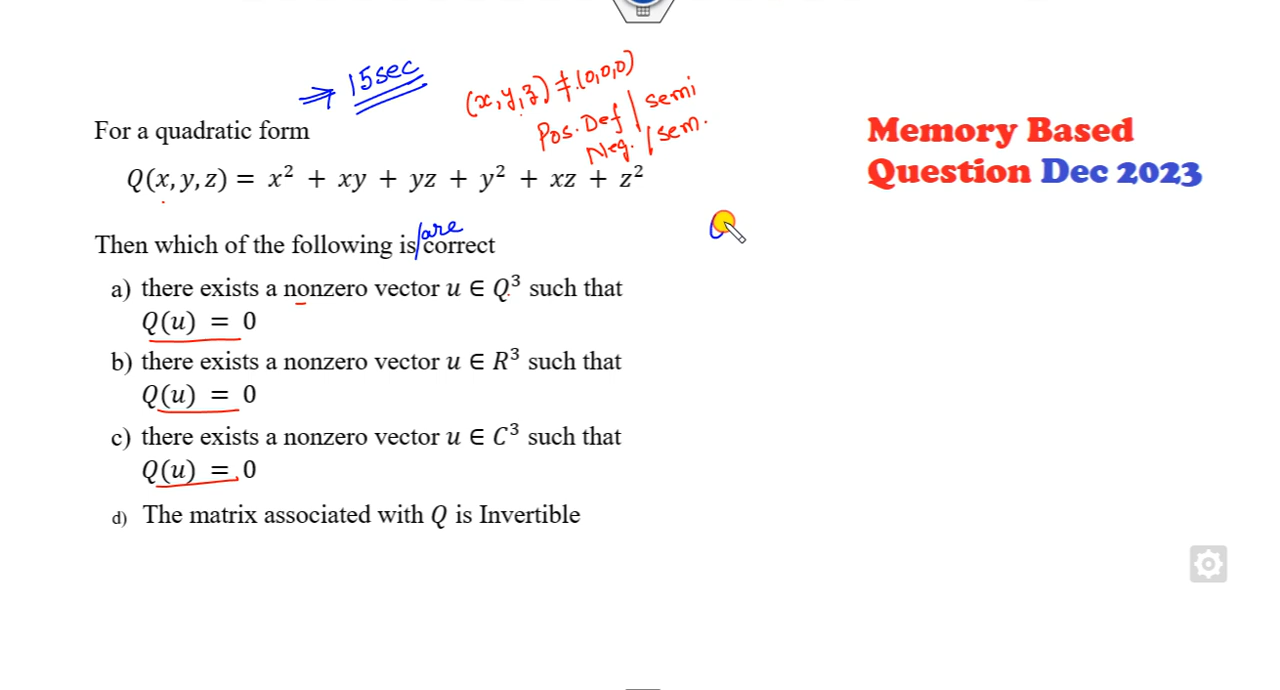 ⇒ 15sec
(x,y,z) ≠ (0,0,0)
Pos. Def / semi
Neg. / sem.
For a quadratic form
Q(x, y, z) = x² + xy + yz + y² + xz + z²
Memory Based
Question Dec 2023
Then which of the following is/are correct
a) there exists a nonzero vector u ∈ Q³ such that
Q(u) = 0
b) there exists a nonzero vector u ∈ R³ such that
Q(u) = 0
c) there exists a nonzero vector u ∈ C³ such that
Q(u) = 0
d) The matrix associated with Q is Invertible